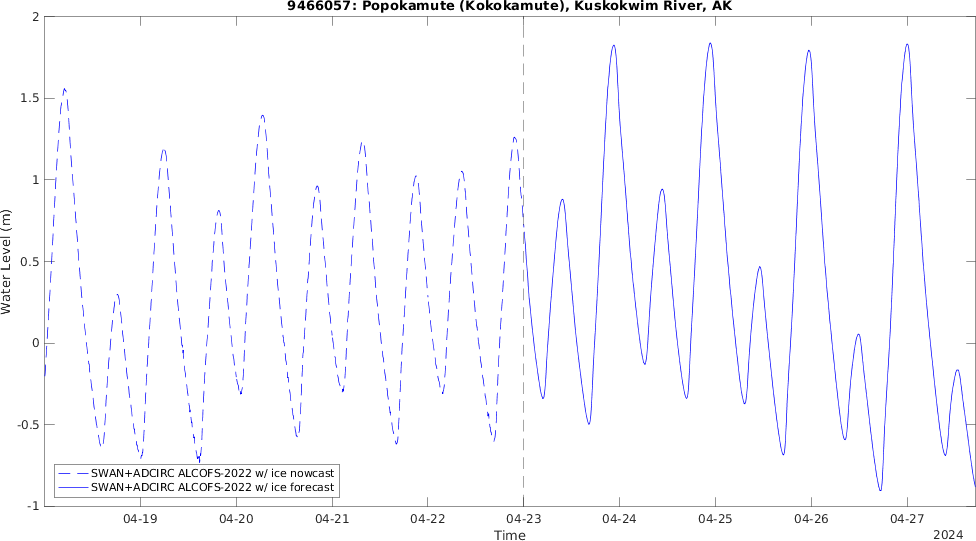 9466057: Popokamute (Kokokamute), Kuskokwim River, AK
2
1.5
1
0.5
0
-0.5
-1
Water Level (m)
SWAN+ADCIRC ALCOFS-2022 w/ ice nowcast
SWAN+ADCIRC ALCOFS-2022 w/ ice forecast
04-19 04-20 04-21 04-22 04-23 04-24 04-25 04-26 04-27
Time
2024